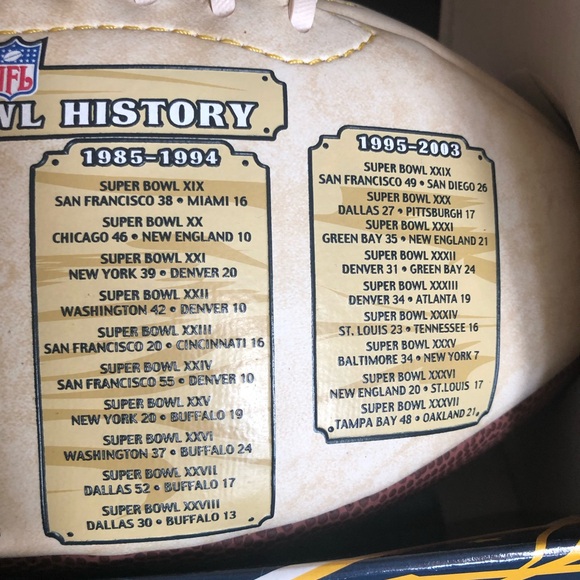 NFL
WL HISTORY
1985-1994
SUPER BOWL XIX
SAN FRANCISCO 38 • MIAMI 16
SUPER BOWL XX
CHICAGO 46 • NEW ENGLAND 10
SUPER BOWL XXI
NEW YORK 39 • DENVER 20
SUPER BOWL XXII
WASHINGTON 42 • DENVER 10
SUPER BOWL XXIII
SAN FRANCISCO 20 • CINCINNATI 16
SUPER BOWL XXIV
SAN FRANCISCO 55 • DENVER 10
SUPER BOWL XXV
NEW YORK 20 • BUFFALO 19
SUPER BOWL XXVI
WASHINGTON 37 • BUFFALO 24
SUPER BOWL XXVII
DALLAS 52 • BUFFALO 17
SUPER BOWL XXVIII
DALLAS 30 • BUFFALO 13
1995-2003
SUPER BOWL XXIX
SAN FRANCISCO 49 • SAN DIEGO 26
SUPER BOWL XXX
DALLAS 27 • PITTSBURGH 17
SUPER BOWL XXXI
GREEN BAY 35 • NEW ENGLAND 21
SUPER BOWL XXXII
DENVER 31 • GREEN BAY 24
SUPER BOWL XXXIII
DENVER 34 • ATLANTA 19
SUPER BOWL XXXIV
ST. LOUIS 23 • TENNESSEE 16
SUPER BOWL XXXV
BALTIMORE 34 • NEW YORK 7
SUPER BOWL XXXVI
NEW ENGLAND 20 • ST.LOUIS 17
SUPER BOWL XXXVII
TAMPA BAY 48 • OAKLAND 21